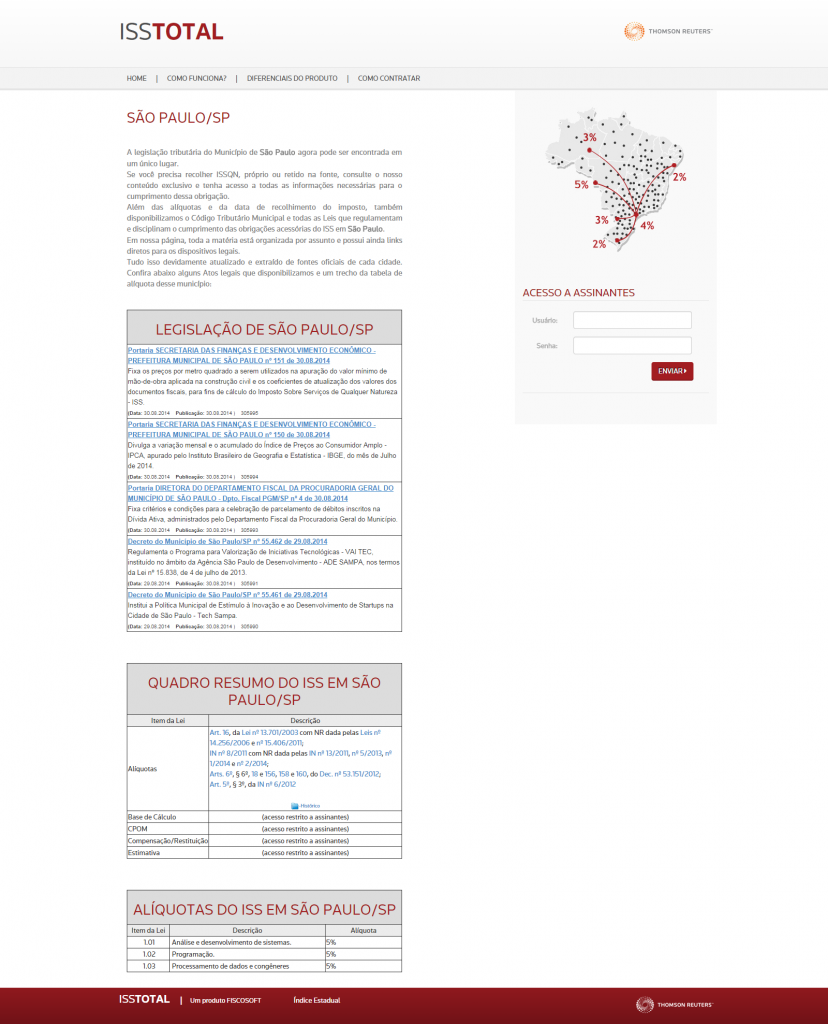 ISSTOTAL
THOMSON REUTERS
HOME | COMO FUNCIONA? | DIFERENCIAIS DO PRODUTO | COMO CONTRATAR
SÃO PAULO/SP
A legislação tributária do Município de São Paulo agora pode ser encontrada em
um único lugar.
Se você precisa recolher ISSQN, próprio ou retido na fonte, consulte o nosso
conteúdo exclusivo e tenha acesso a todas as informações necessárias para o
cumprimento dessa obrigação.
Além das alíquotas e da data de recolhimento do imposto, também
disponibilizamos o Código Tributário Municipal e todas as Leis que regulamentam
e disciplinam o cumprimento das obrigações acessórias do ISS em São Paulo.
Em nossa página, toda a matéria está organizada por assunto e possui ainda links
diretos para os dispositivos legais.
Tudo isso devidamente atualizado e extraído de fontes oficiais de cada cidade.
Confira abaixo alguns Atos legais que disponibilizamos e um trecho da tabela de
alíquota desse município:
3%
5%
2%
3%
4%
2%
ACESSO A ASSINANTES
Usuário:
Senha:
ENVIAR
LEGISLAÇÃO DE SÃO PAULO/SP
Portaria SECRETARIA DAS FINANÇAS E DESENVOLVIMENTO ECONÔMICO -
PREFEITURA MUNICIPAL DE SÃO PAULO nº 151 de 30.08.2014
Fixa os preços por metro quadrado a serem utilizados na apuração do valor mínimo de
mão-de-obra aplicada na construção civil e os coeficientes de atualização dos valores dos
documentos fiscais, para fins de cálculo do Imposto Sobre Serviços de Qualquer Natureza
- ISS.
(Data: 30.08.2014 Publicação: 30.08.2014 ) 305995
Portaria SECRETARIA DAS FINANÇAS E DESENVOLVIMENTO ECONÔMICO -
PREFEITURA MUNICIPAL DE SÃO PAULO nº 150 de 30.08.2014
Divulga a variação mensal e o acumulado do Índice de Preços ao Consumidor Amplo -
IPCA, apurado pelo Instituto Brasileiro de Geografia e Estatística - IBGE, do mês de Julho
de 2014.
(Data: 30.08.2014 Publicação: 30.08.2014 ) 305994
Portaria DIRETORA DO DEPARTAMENTO FISCAL DA PROCURADORIA GERAL DO
MUNICÍPIO DE SÃO PAULO - Dpto. Fiscal PGM/SP nº 4 de 30.08.2014
Fixa critérios e condições para a celebração de parcelamento de débitos inscritos na
Dívida Ativa, administrados pelo Departamento Fiscal da Procuradoria Geral do Município.
(Data: 30.08.2014 Publicação: 30.08.2014 ) 305993
Decreto do Município de São Paulo/SP nº 55.462 de 29.08.2014
Regulamenta o Programa para Valorização de Iniciativas Tecnológicas - VAI TEC,
instituído no âmbito da Agência São Paulo de Desenvolvimento - ADE SAMPA, nos termos
da Lei nº 15.838, de 4 de julho de 2013.
(Data: 29.08.2014 Publicação: 30.08.2014 ) 305991
Decreto do Município de São Paulo/SP nº 55.461 de 29.08.2014
Institui a Política Municipal de Estímulo à Inovação e ao Desenvolvimento de Startups na
Cidade de São Paulo - Tech Sampa.
(Data: 29.08.2014 Publicação: 30.08.2014 ) 305990
QUADRO RESUMO DO ISS EM SÃO
PAULO/SP
Item da Lei Descrição
Alíquotas
Art. 16, da Lei nº 13.701/2003 com NR dada pelas Leis nº
14.256/2006 e nº 15.406/2011;
IN nº 8/2011 com NR dada pelas IN nº 13/2011, nº 5/2013, nº
1/2014 e nº 2/2014;
Arts. 6º, § 6º, 18 e 156, 158 e 160, do Dec. nº 53.151/2012;
Art. 5º, § 3º, da IN nº 6/2012
-Histórico
Base de Cálculo (acesso restrito a assinantes)
CPOM (acesso restrito a assinantes)
Compensação/Restituição (acesso restrito a assinantes)
Estimativa (acesso restrito a assinantes)
ALÍQUOTAS DO ISS EM SÃO PAULO/SP
Item da Lei Descrição Alíquota
1.01 Análise e desenvolvimento de sistemas. 5%
1.02 Programação. 5%
1.03 Processamento de dados e congêneres 5%
ISSTOTAL | Um produto FISCOSOFT Índice Estadual
THOMSON REUTERS